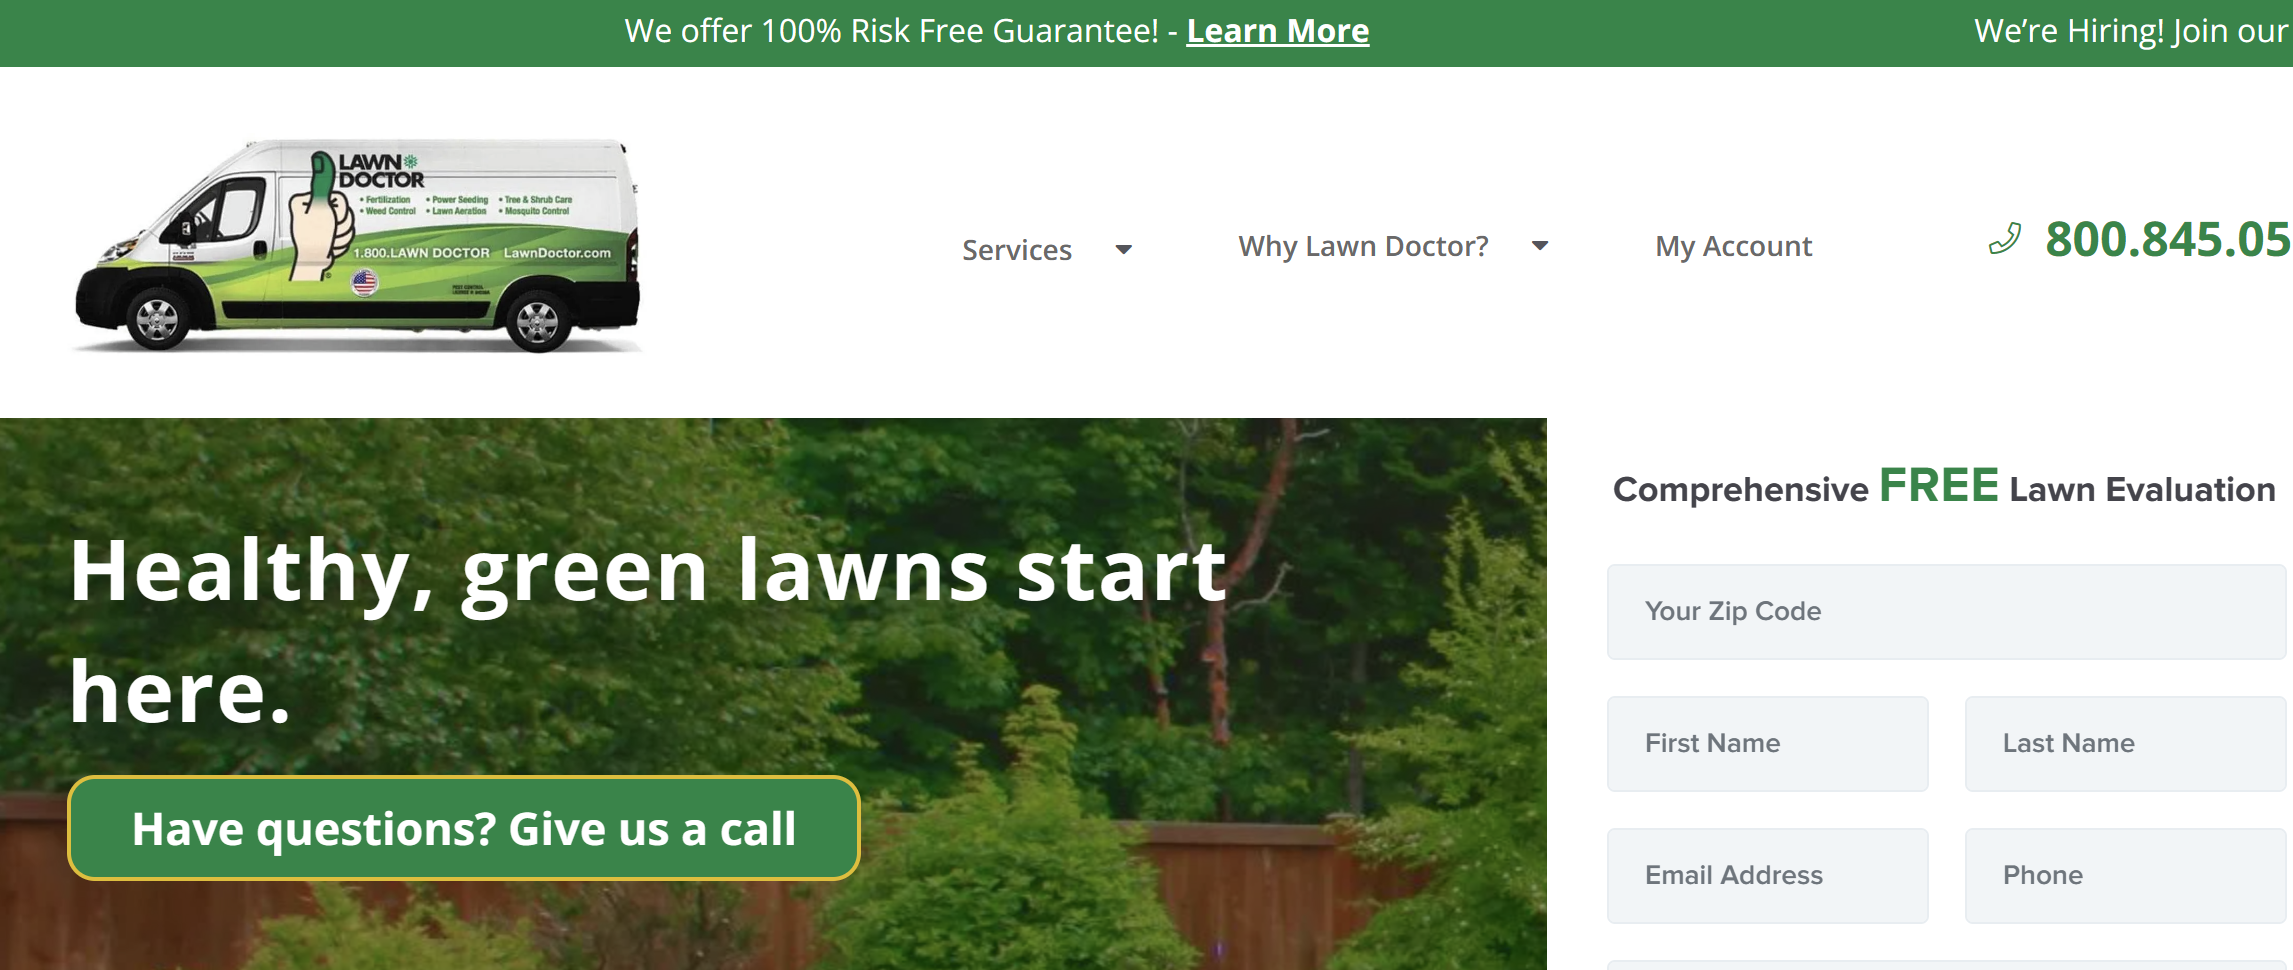 We offer 100% Risk Free Guarantee! - Learn More
We're Hiring! Join our
LAWN
DOCTOR
• Fertilization • Power Seeding • Tree & Shrub Care
• Weed Control • Lawn Aeration • Mosquito Control
1.800.LAWN DOCTOR LawnDoctor.com
Services
Why Lawn Doctor?
My Account
800.845.05
Healthy, green lawns start
here.
Have questions? Give us a call
Comprehensive FREE Lawn Evaluation
Your Zip Code
First Name
Last Name
Email Address
Phone